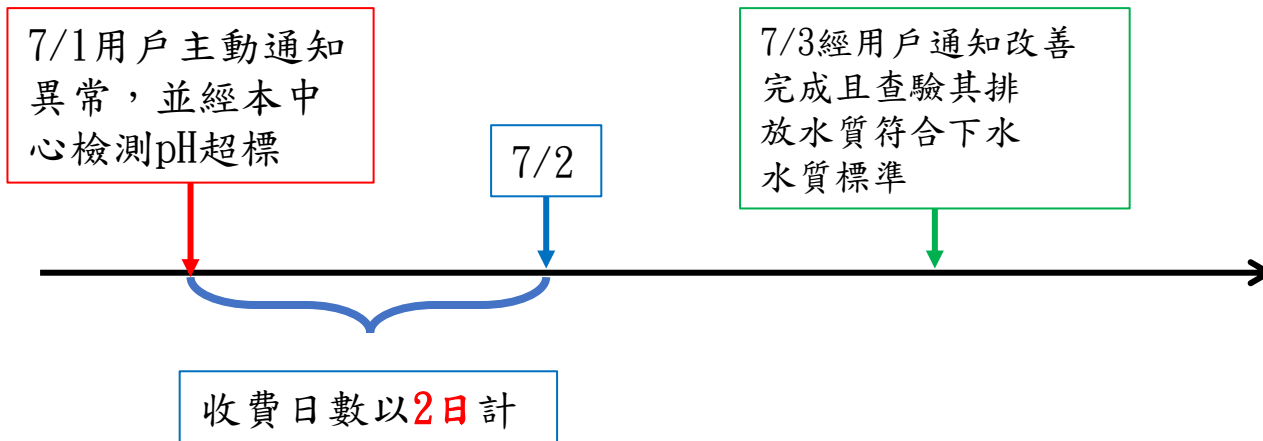 7/1用戶主動通知
異常，並經本中
心檢測pH超標
7/2
7/3經用戶通知改善
完成且查驗其排
放水質符合下水
水質標準
收費日數以2日計